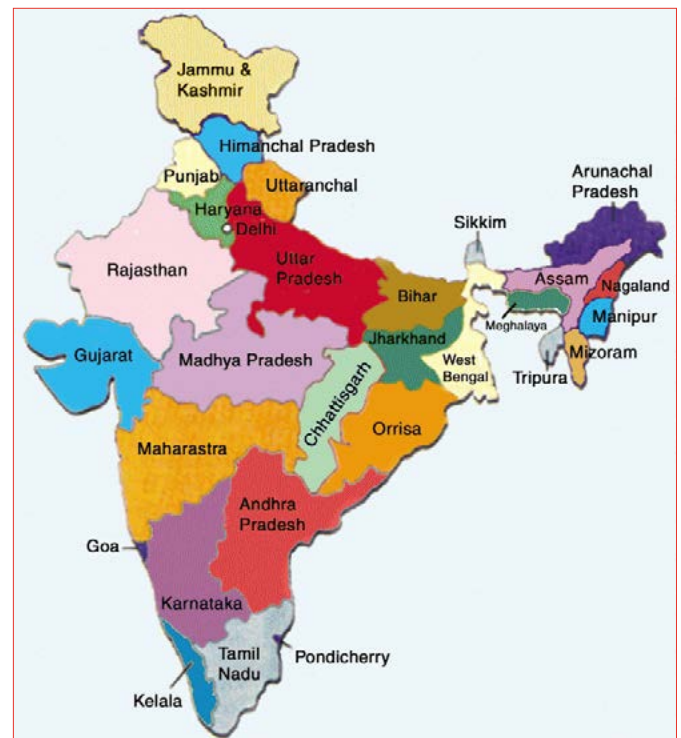 Jammu &
Kashmir
Himanchal Pradesh
Punjab
Uttaranchal
Arunachal
Pradesh
Haryana
Delhi
Sikkim
Rajasthan
Uttar
Pradesh
Assam
Nagaland
Bihar
Meghalaya
Manipur
Gujarat
Madhya Pradesh
Jharkhand
West
Bengal
Tripura
Mizoram
Chhattisgarh
Orrisa
Maharastra
Andhra
Pradesh
Goa
Karnataka
Tamil
Nadu
Pondicherry
Kelala